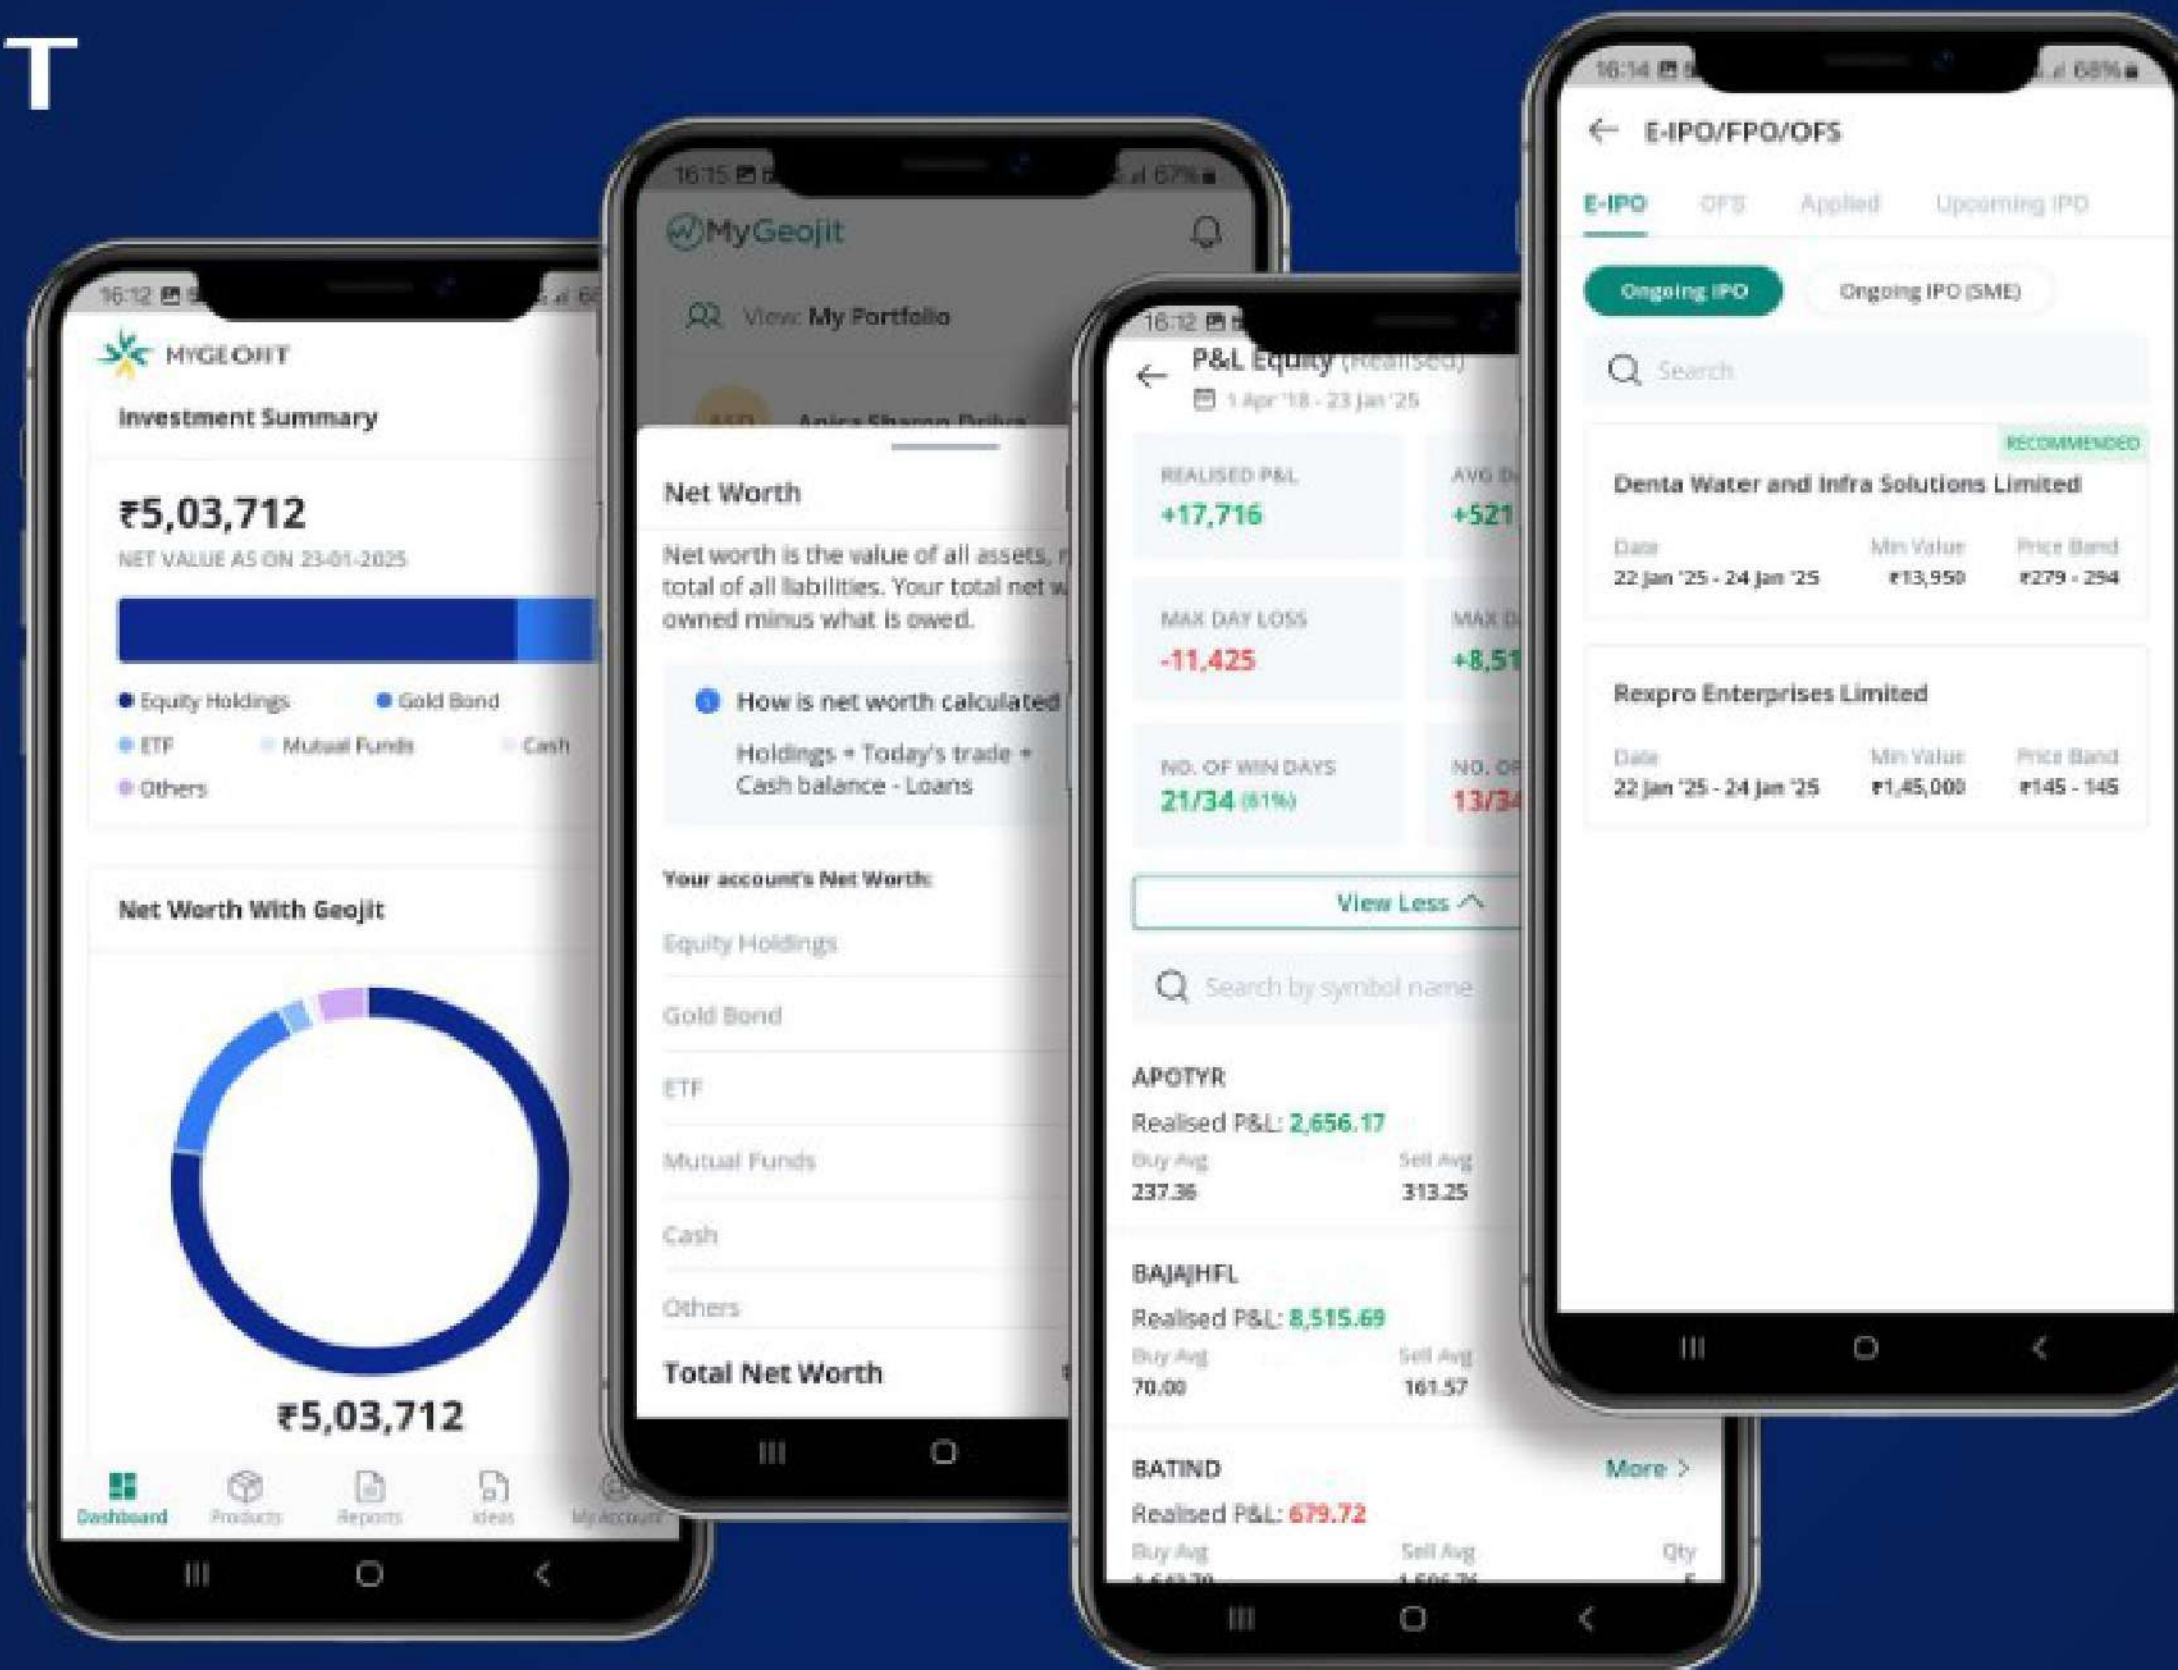 T
16:12
MYGEOJIT
Investment Summary
₹5,03,712
NET VALUE AS ON 23-01-2025
Equity Holdings Gold Bond
ETF Mutual Funds Cash
Others
Net Worth With Geojit
₹5,03,712
Dashboard Products Reports Ideas My Account
16:15 67%
MyGeojit
View: My Portfolio
Net Worth
Net worth is the value of all assets,
total of all liabilities. Your total net
owned minus what is owed.
How is net worth calculated
Holdings + Today's trade +
Cash balance - Loans
Your account's Net Worth:
Equity Holdings
Gold Bond
ETF
Mutual Funds
Cash
Others
Total Net Worth
16:12
P&L Equity (Realised)
1 Apr '18 - 23 Jan '25
REALISED P&L AVG
+17,716 +521
MAX DAY LOSS MAX
-11,425 +8,51
NO. OF WIN DAYS NO. OF
21/34 (61%) 13/34
View Less
Search by symbol name
APOTYR
Realised P&L: 2,656.17
Buy Avg Sell Avg
237.36 313.25
BAJAJHFL
Realised P&L: 8,515.69
Buy Avg Sell Avg
70.00 161.57
BATIND More >
Realised P&L: 679.72
Buy Avg Sell Avg Qty
16:14 68%
E-IPO/FPO/OFS
E-IPO OFS Applied Upcoming IPO
Ongoing IPO Ongoing IPO (SME)
Search
RECOMMENDED
Denta Water and Infra Solutions Limited
Date Min Value Price Band
22 Jan '25 - 24 Jan '25 ₹13,950 ₹279 - 294
Rexpro Enterprises Limited
Date Min Value Price Band
22 Jan '25 - 24 Jan '25 ₹1,45,000 ₹145 - 145